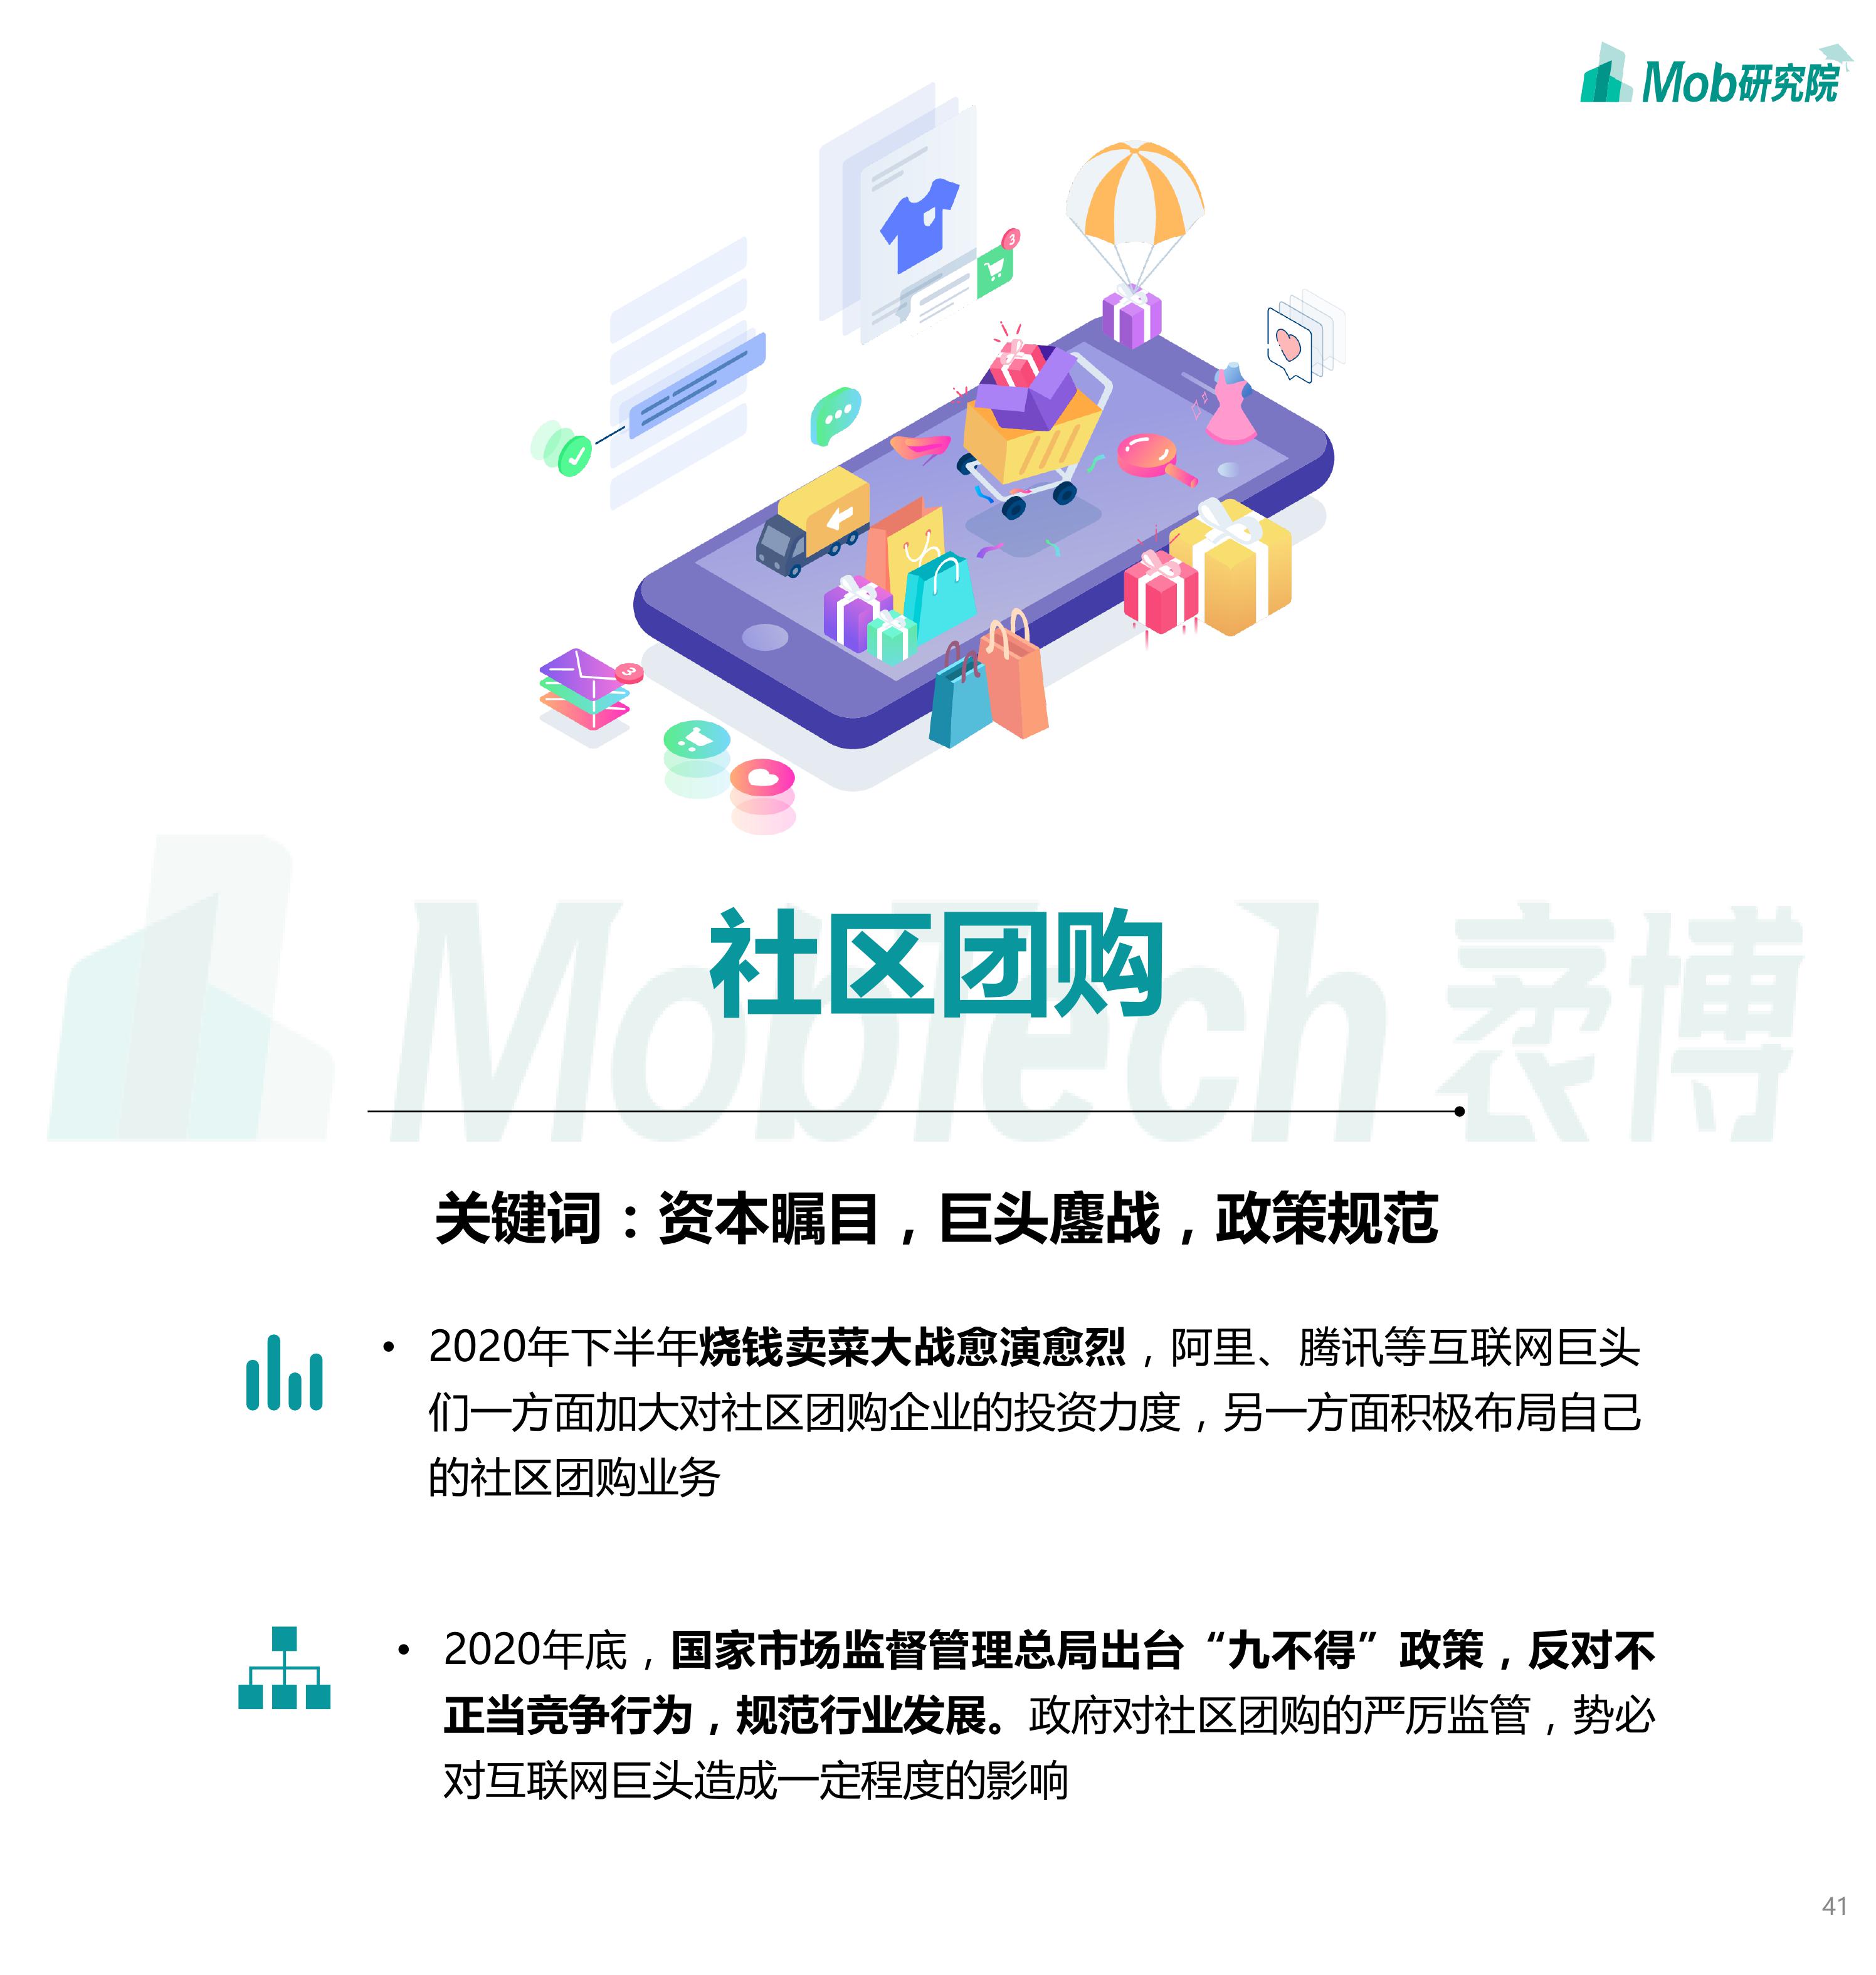 Mob研究院
3
3
社区团购
MobTech 袤博
关键词：资本瞩目，巨头鏖战，政策规范
• 2020年下半年烧钱卖菜大战愈演愈烈，阿里、腾讯等互联网巨头
们一方面加大对社区团购企业的投资力度，另一方面积极布局自己
的社区团购业务
• 2020年底，国家市场监督管理总局出台“九不得”政策，反对不
正当竞争行为，规范行业发展。政府对社区团购的严厉监管，势必
对互联网巨头造成一定程度的影响
41